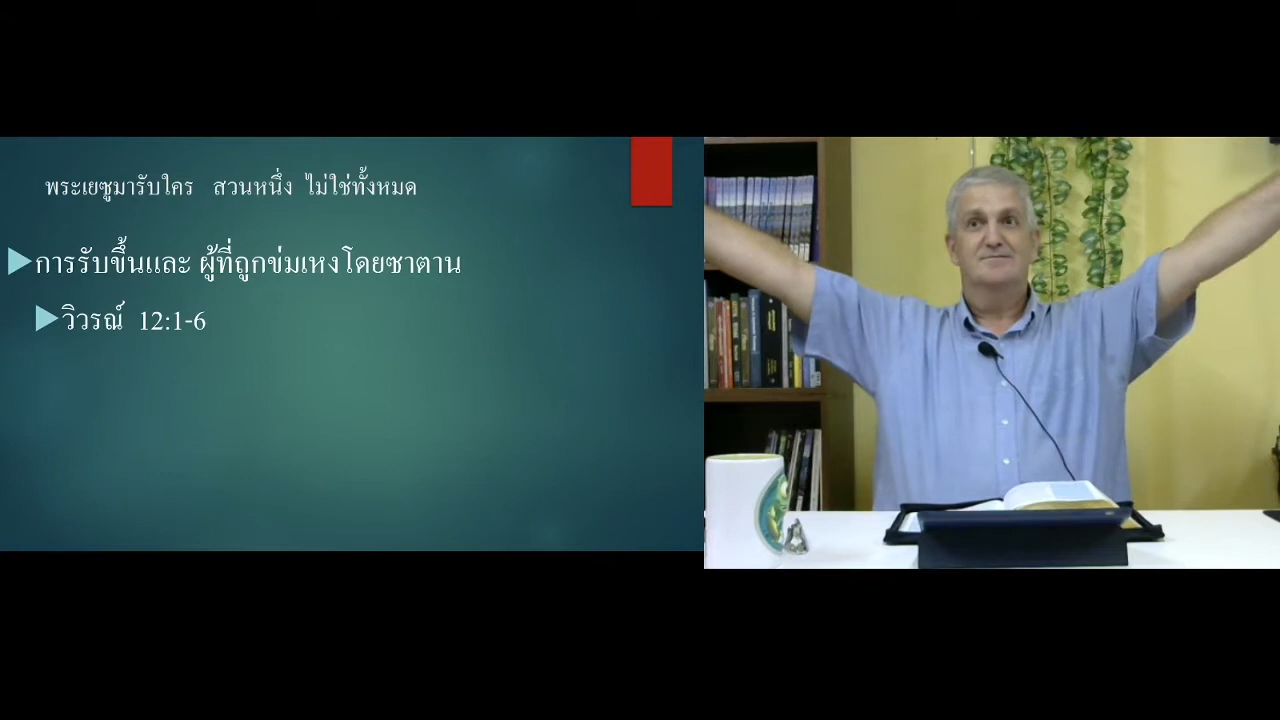 พระเยซูมารับใคร สวนหนึ่ง ไม่ใช่ทั้งหมด
การรับขึ้นและ ผู้ที่ถูกข่มเหงโดยซาตาน
วิวรณ์ 12:1-6